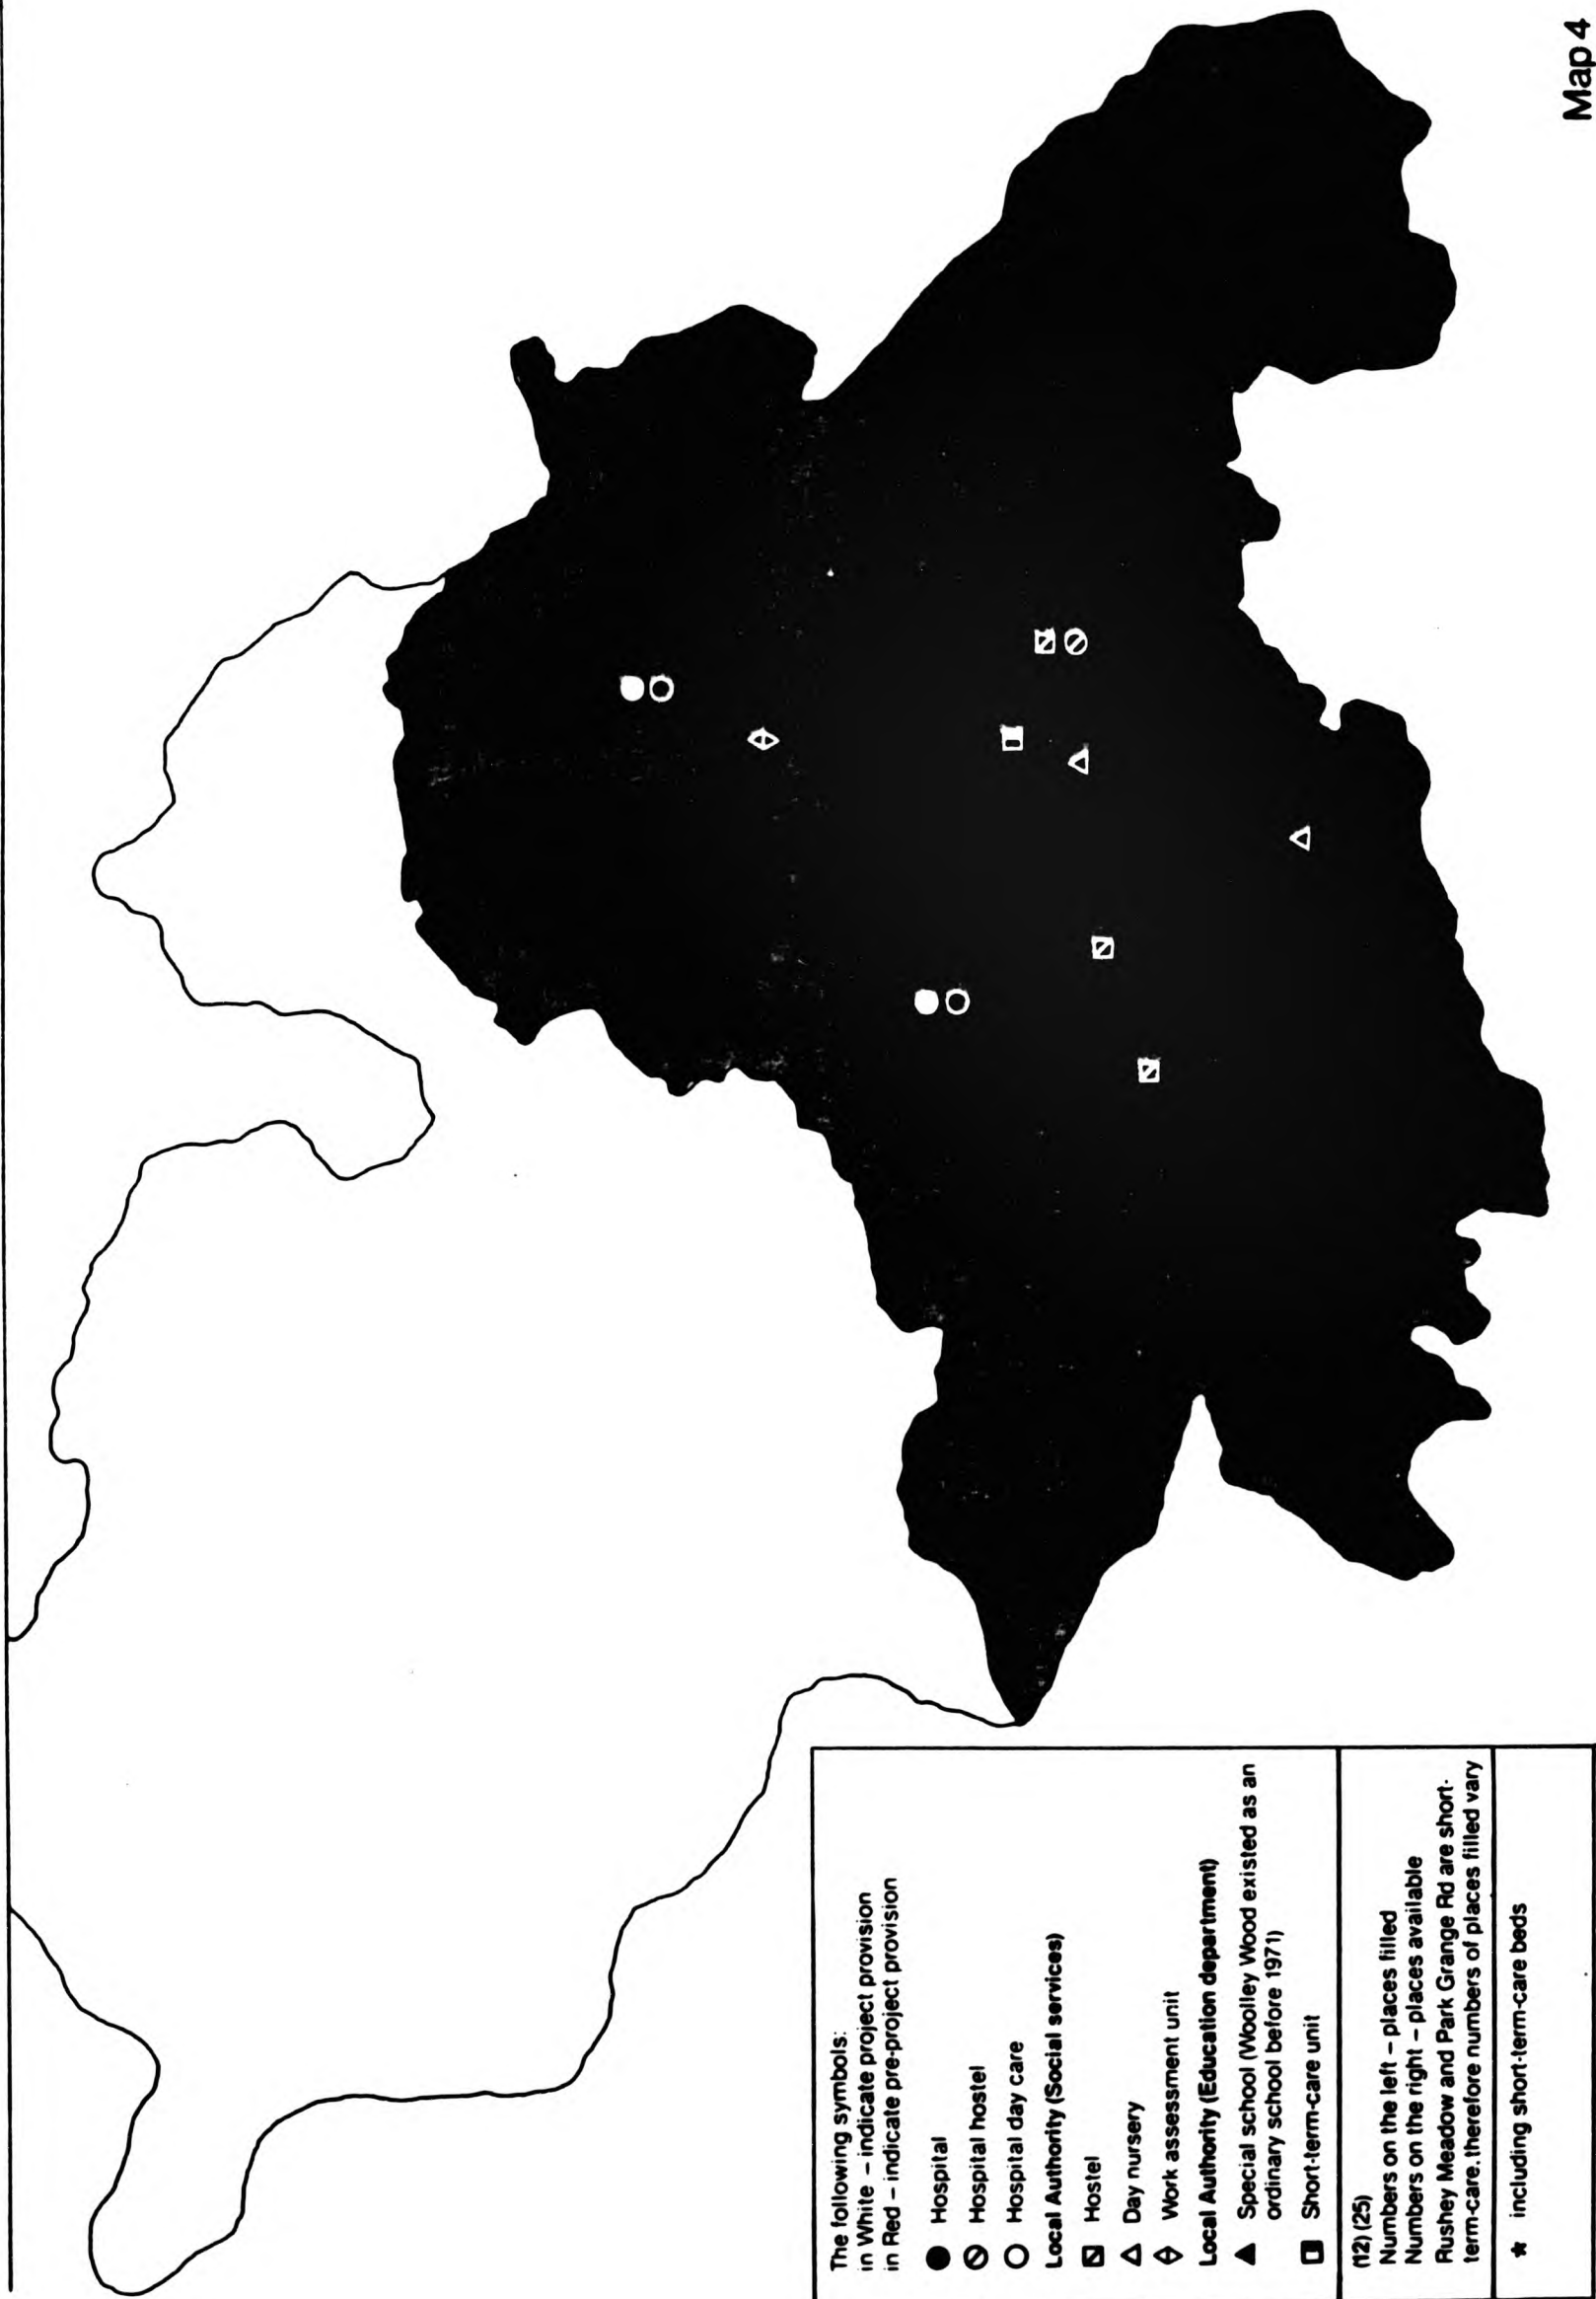 Map 4
The following symbols:
in White – indicate project provision
in Red – indicate pre-project provision
Hospital
Hospital hostel
Hospital day care
Local Authority (Social services)
Hostel
Day nursery
Work assessment unit
Local Authority (Education department)
Special school (Woolley Wood existed as an
ordinary school before 1971)
Short-term-care unit
(12) (25)
Numbers on the left – places filled
Numbers on the right – places available
Rushey Meadow and Park Grange Rd are short-
term-care. therefore numbers of places filled vary
* including short-term-care beds